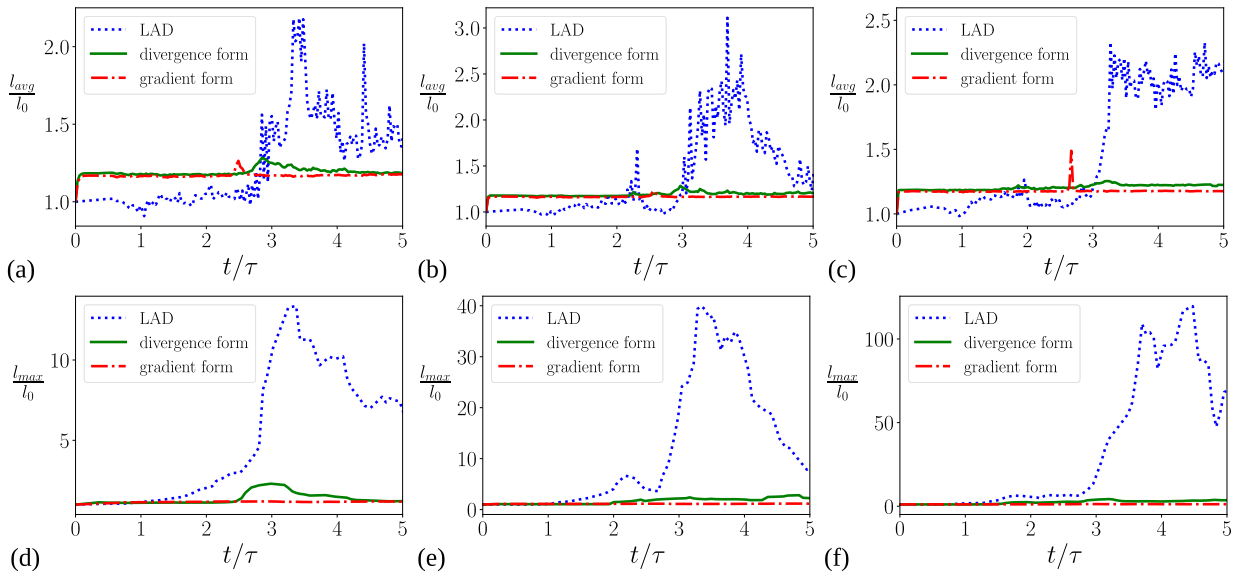 LAD
divergence form
gradient form
2.0
1.5
1.0
l_avg
l_0
0 1 2 3 4 5
t/τ
(a)
LAD
divergence form
gradient form
3.0
2.5
2.0
1.5
1.0
l_avg
l_0
0 1 2 3 4 5
t/τ
(b)
LAD
divergence form
gradient form
2.5
2.0
1.5
1.0
l_avg
l_0
0 1 2 3 4 5
t/τ
(c)
LAD
divergence form
gradient form
10
5
l_max
l_0
0 1 2 3 4 5
t/τ
(d)
LAD
divergence form
gradient form
40
30
20
10
0
l_max
l_0
0 1 2 3 4 5
t/τ
(e)
LAD
divergence form
gradient form
100
50
0
l_max
l_0
0 1 2 3 4 5
t/τ
(f)